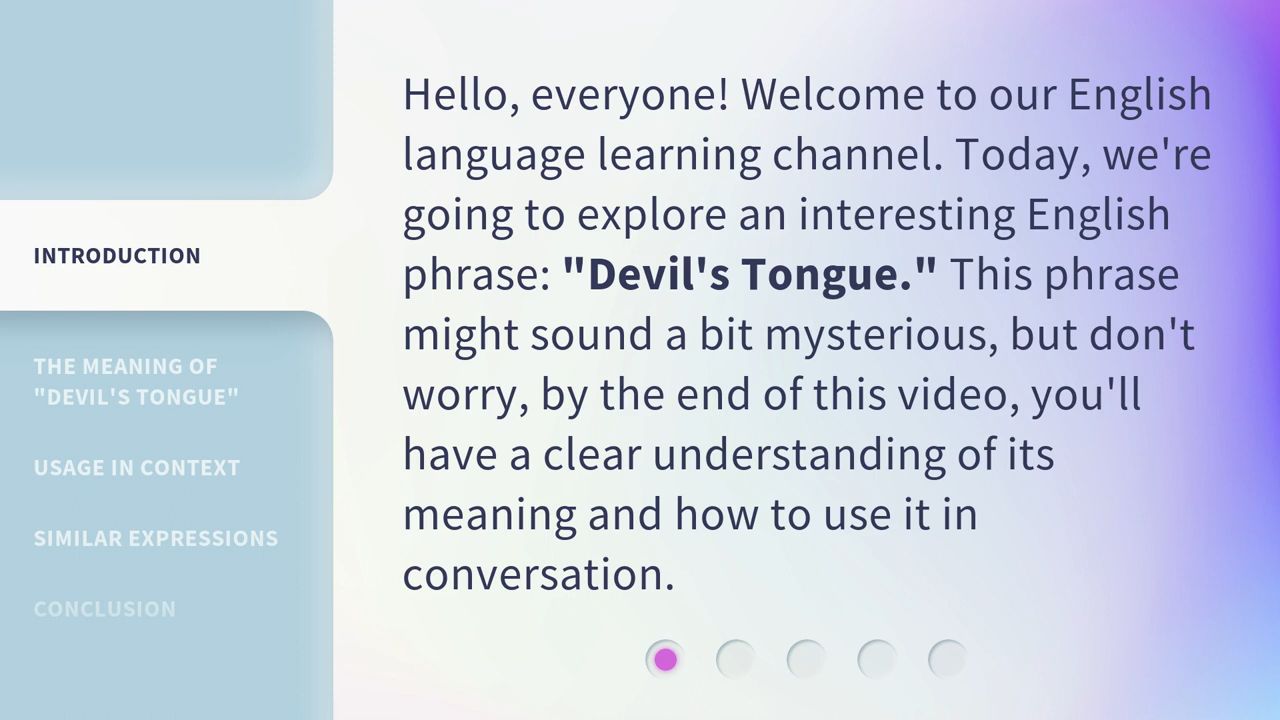 INTRODUCTION
THE MEANING OF
"DEVIL'S TONGUE"
USAGE IN CONTEXT
SIMILAR EXPRESSIONS
CONCLUSION
Hello, everyone! Welcome to our English
language learning channel. Today, we're
going to explore an interesting English
phrase: "Devil's Tongue." This phrase
might sound a bit mysterious, but don't
worry, by the end of this video, you'll
have a clear understanding of its
meaning and how to use it in
conversation.